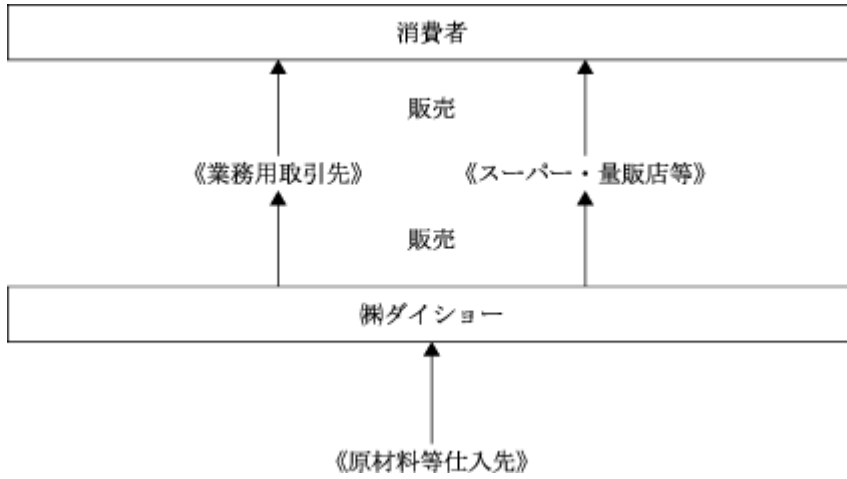 消費者
販売
《業務用取引先》 《スーパー・量販店等》
販売
㈱ダイショー
《原材料等仕入先》